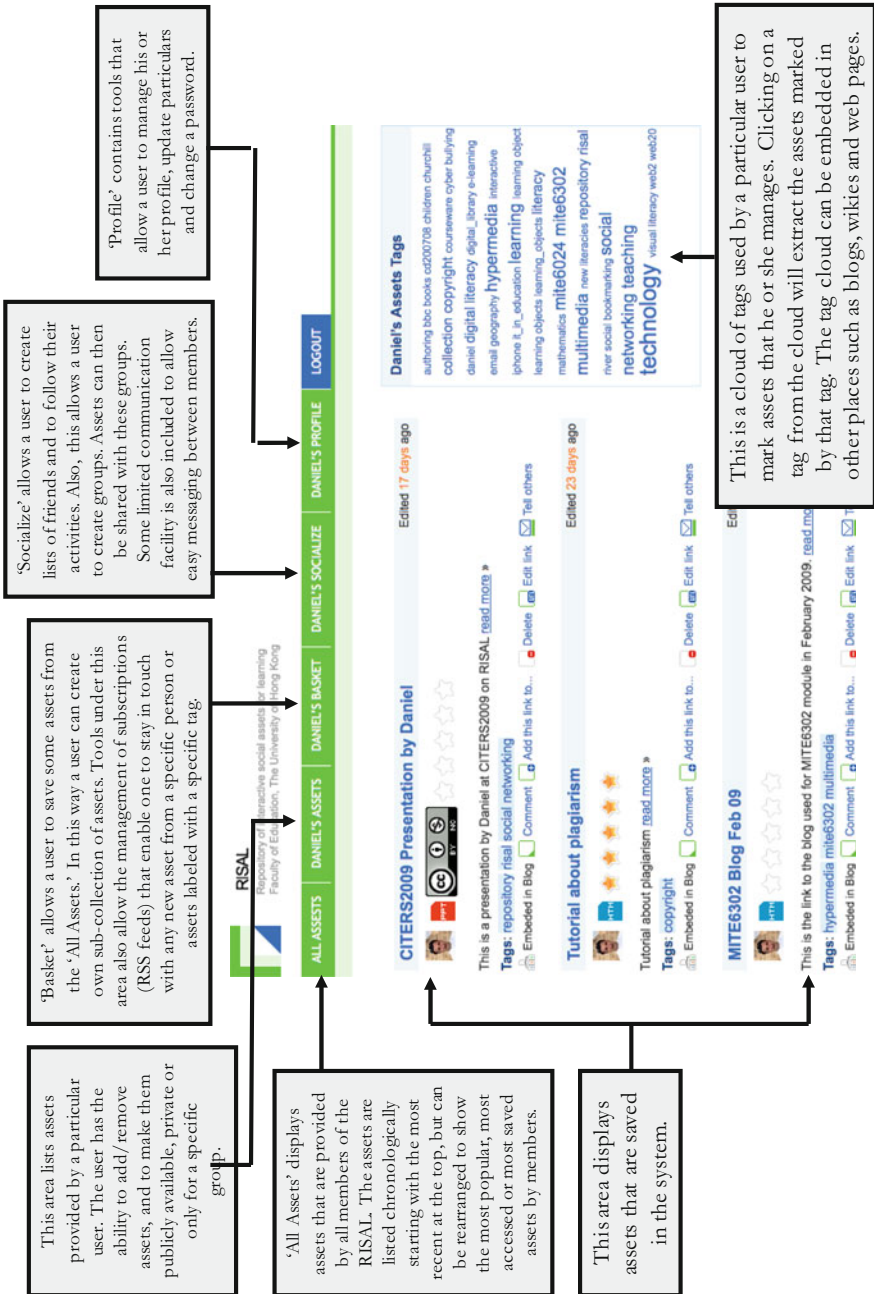 This area lists assets
provided by a particular
user. The user has the
ability to add/remove
assets, and to make them
publicly available, private or
only for a specific
group.
‘Basket’ allows a user to save some assets from
the ‘All Assets.’ In this way a user can create
own sub-collection of assets. Tools under this
area also allow the management of subscriptions
(RSS feeds) that enable one to stay in touch
with any new asset from a specific person or
assets labeled with a specific tag.
‘Socialize’ allows a user to create
lists of friends and to follow their
activities. Also, this allows a user
to create groups. Assets can then
be shared with these groups.
Some limited communication
facility is also included to allow
easy messaging between members.
‘Profile’ contains tools that
allow a user to manage his or
her profile, update particulars
and change a password.
‘All Assets’ displays
assets that are provided
by all members of the
RISAL. The assets are
listed chronologically
starting with the most
recent at the top, but can
be rearranged to show
the most popular, most
accessed or most saved
assets by members.
This area displays
assets that are saved
in the system.
RISAL
Repository of interactive social assets for learning
Faculty of Education, The University of Hong Kong
ALL ASSESTS DANIEL'S ASSETS DANIEL'S BASKET DANIEL'S SOCIALIZE DANIEL'S PROFILE LOGOUT
CITERS2009 Presentation by Daniel Edited 17 days ago
PPT cc BY NC
This is a presentation by Daniel at CITERS2009 on RISAL read more »
Tags: repository risal social networking
Embeded in Blog Comment Add this link to... Delete Edit link Tell others
Tutorial about plagiarism Edited 23 days ago
HTM
Tutorial about plagiarism read more »
Tags: copyright
Embeded in Blog Comment Add this link to... Delete Edit link Tell others
MITE6302 Blog Feb 09
HTM
This is the link to the blog used for MITE6302 module in February 2009. read mo
Tags: hypermedia mite6302 multimedia
Embeded in Blog Comment Add this link to... Delete Edit link T
Daniel's Assets Tags
authoring bbc books cd200708 children churchill
collection copyright courseware cyber bullying
daniel digital literacy digital_library e-learning
email geography hypermedia interactive
iphone it_in_education learning learning object
learning objects learning_objects literacy
mathematics mite6024 mite6302
multimedia new literacies repository risal
river social bookmarking social
networking teaching
technology visual literacy web2 web20
This is a cloud of tags used by a particular user to
mark assets that he or she manages. Clicking on a
tag from the cloud will extract the assets marked
by that tag. The tag cloud can be embedded in
other places such as blogs, wikies and web pages.